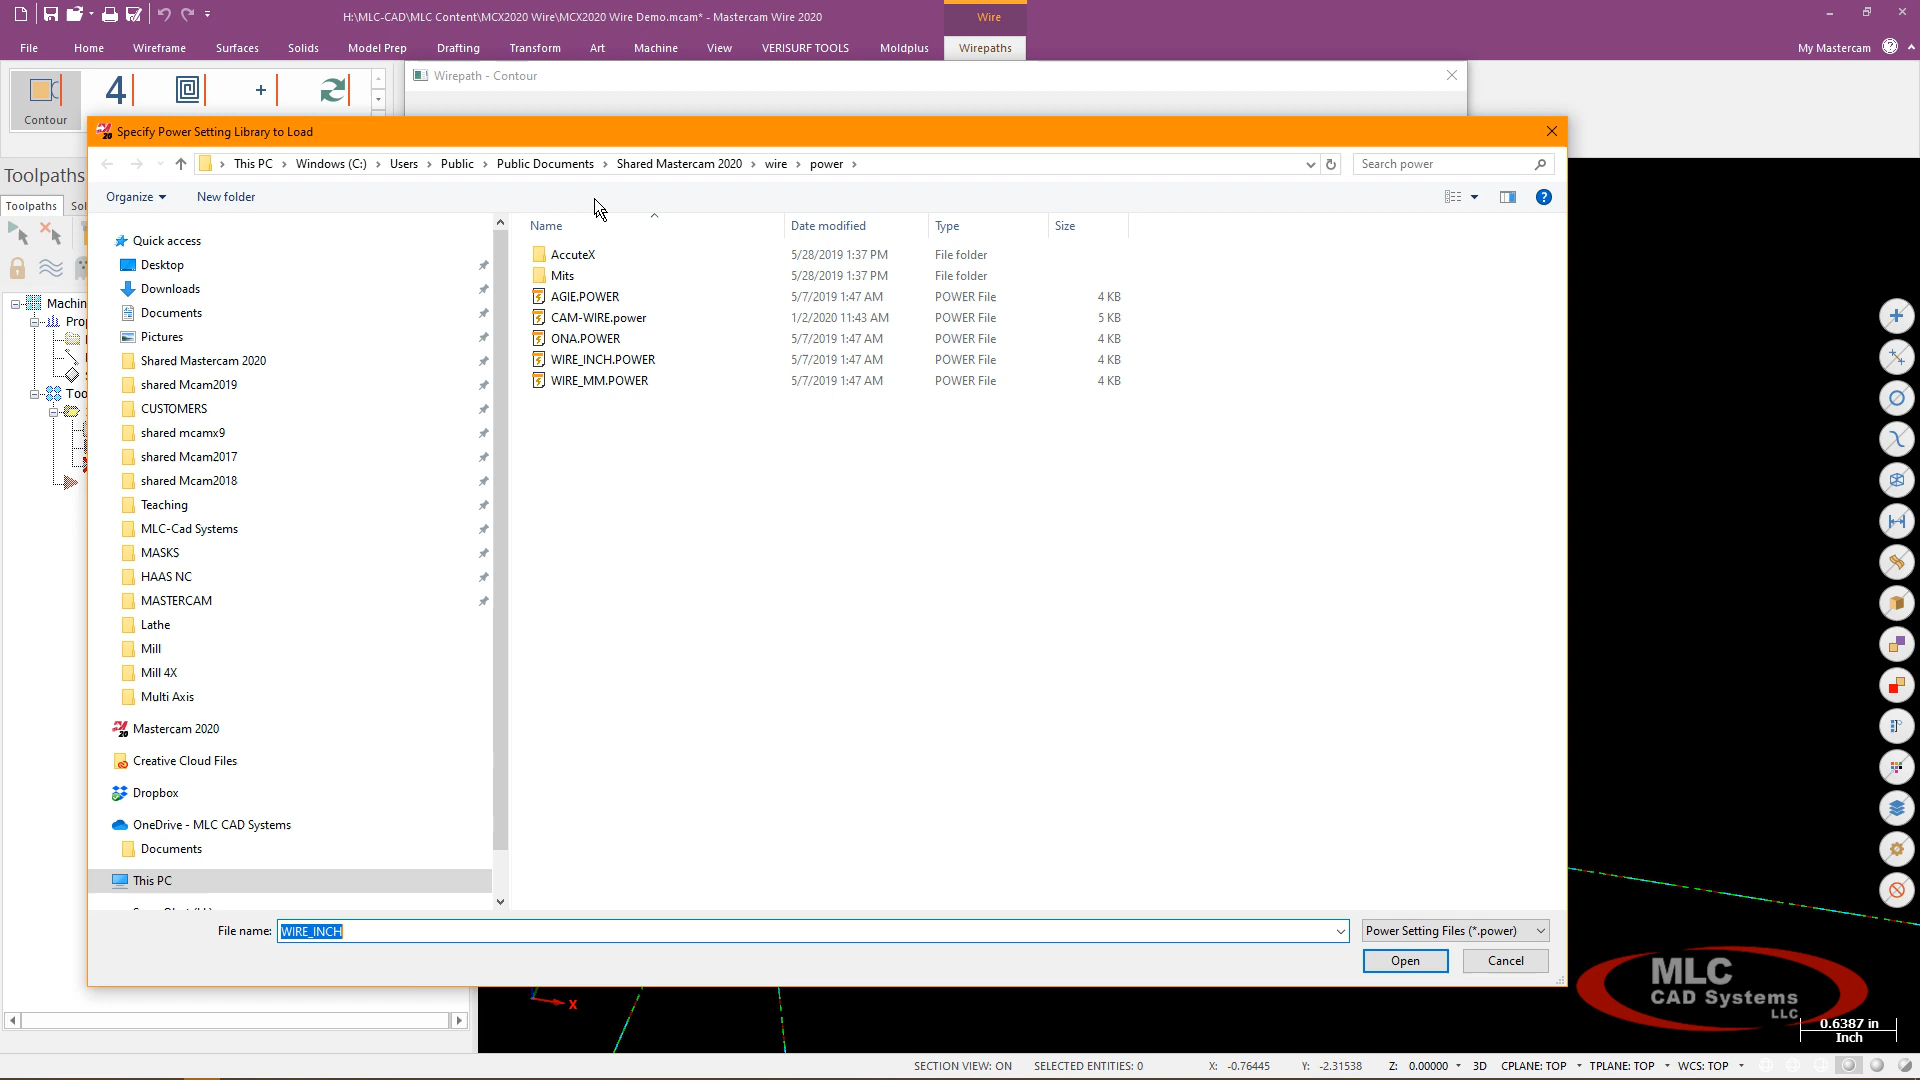 H:\MLC-CAD\MLC Content\MCX2020 Wire\MCX2020 Wire Demo.mcam* - Mastercam Wire 2020
Wire
File Home Wireframe Surfaces Solids Model Prep Drafting Transform Art Machine View VERISURF TOOLS Moldplus Wirepaths My Mastercam
Wirepath - Contour
Contour
Specify Power Setting Library to Load
This PC > Windows (C:) > Users > Public > Public Documents > Shared Mastercam 2020 > wire > power >
Search power
Toolpaths
Organize New folder
Toolpaths Sol
Name Date modified Type Size
Quick access
Desktop
Downloads
Documents
Pictures
Shared Mastercam 2020
shared Mcam2019
CUSTOMERS
shared mcamx9
shared Mcam2017
shared Mcam2018
Teaching
MLC-Cad Systems
MASKS
HAAS NC
MASTERCAM
Lathe
Mill
Mill 4X
Multi Axis
Mastercam 2020
Creative Cloud Files
Dropbox
OneDrive - MLC CAD Systems
Documents
This PC
AccuteX 5/28/2019 1:37 PM File folder
Mits 5/28/2019 1:37 PM File folder
AGIE.POWER 5/7/2019 1:47 AM POWER File 4 KB
CAM-WIRE.power 1/2/2020 11:43 AM POWER File 5 KB
ONA.POWER 5/7/2019 1:47 AM POWER File 4 KB
WIRE_INCH.POWER 5/7/2019 1:47 AM POWER File 4 KB
WIRE_MM.POWER 5/7/2019 1:47 AM POWER File 4 KB
Machin
Pro
Too
File name: WIRE_INCH
Power Setting Files (*.power)
Open Cancel
X
MLC
CAD Systems
LLC
0.6387 in
Inch
SECTION VIEW: ON SELECTED ENTITIES: 0 X: -0.76445 Y: -2.31538 Z: 0.00000 3D CPLANE: TOP TPLANE: TOP WCS: TOP